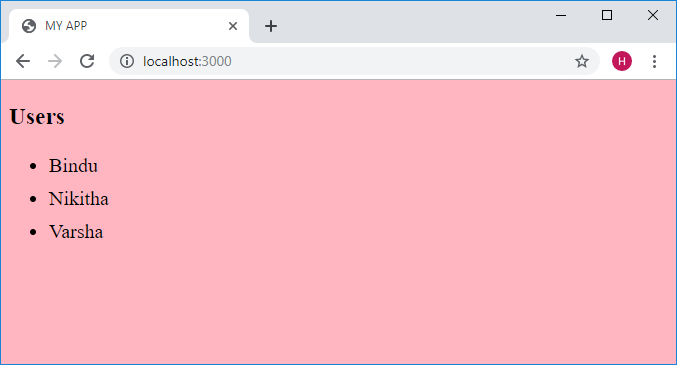 MY APP
localhost:3000
H
Users
Bindu
Nikitha
Varsha